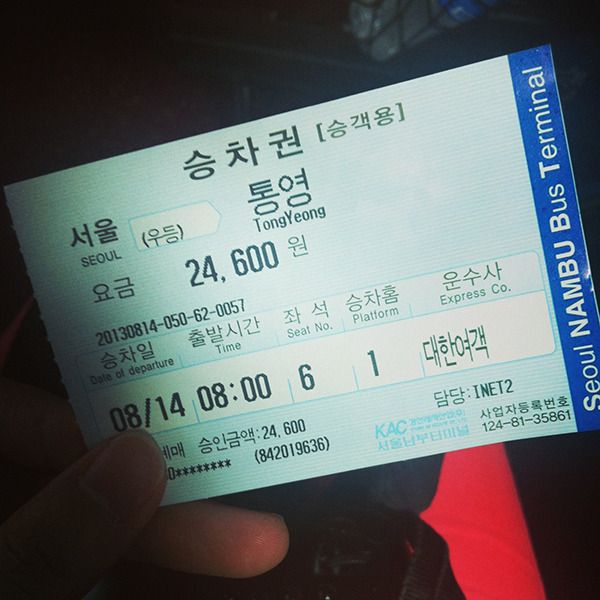 승차권 [승객용]
서울 (우등) 통영
SEOUL TongYeong
요금 24,600 원
20130814-050-62-0057
승차일 출발시간 좌석 승차홈 운수사
Date of departure Time Seat No. Platform Express Co.
08/14 08:00 6 1 대한여객
담당:INET2
승인금액:24,600
0******** (842019636)
KAC
서울남부터미널
사업자등록번호
124-81-35861
Seoul NAMBU Bus Terminal